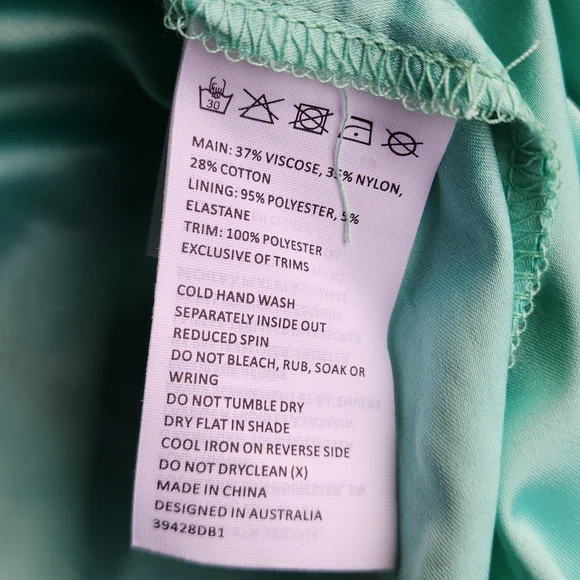 30
MAIN: 37% VISCOSE, 35% NYLON,
28% COTTON
LINING: 95% POLYESTER, 5%
ELASTANE
TRIM: 100% POLYESTER
EXCLUSIVE OF TRIMS
COLD HAND WASH
SEPARATELY INSIDE OUT
REDUCED SPIN
DO NOT BLEACH, RUB, SOAK OR
WRING
DO NOT TUMBLE DRY
DRY FLAT IN SHADE
COOL IRON ON REVERSE SIDE
DO NOT DRYCLEAN (X)
MADE IN CHINA
DESIGNED IN AUSTRALIA
39428DB1